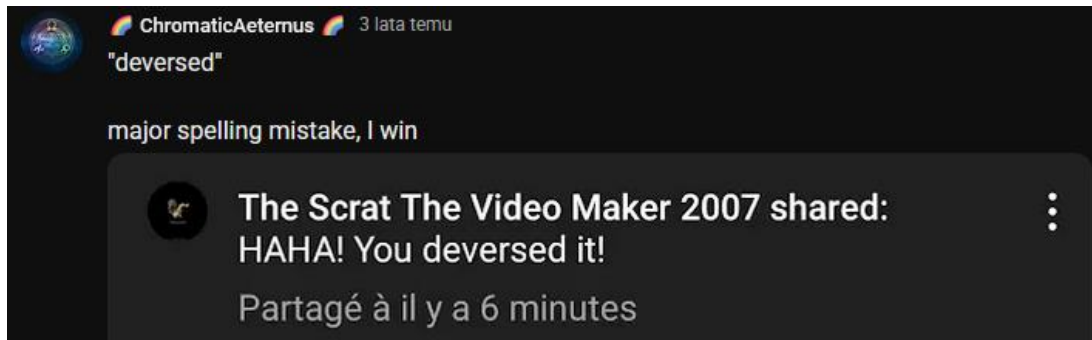 🌈 ChromaticAeternus 🌈 3 lata temu
"deversed"
major spelling mistake, I win
The Scrat The Video Maker 2007 shared:
HAHA! You deversed it!
Partagé à il y a 6 minutes